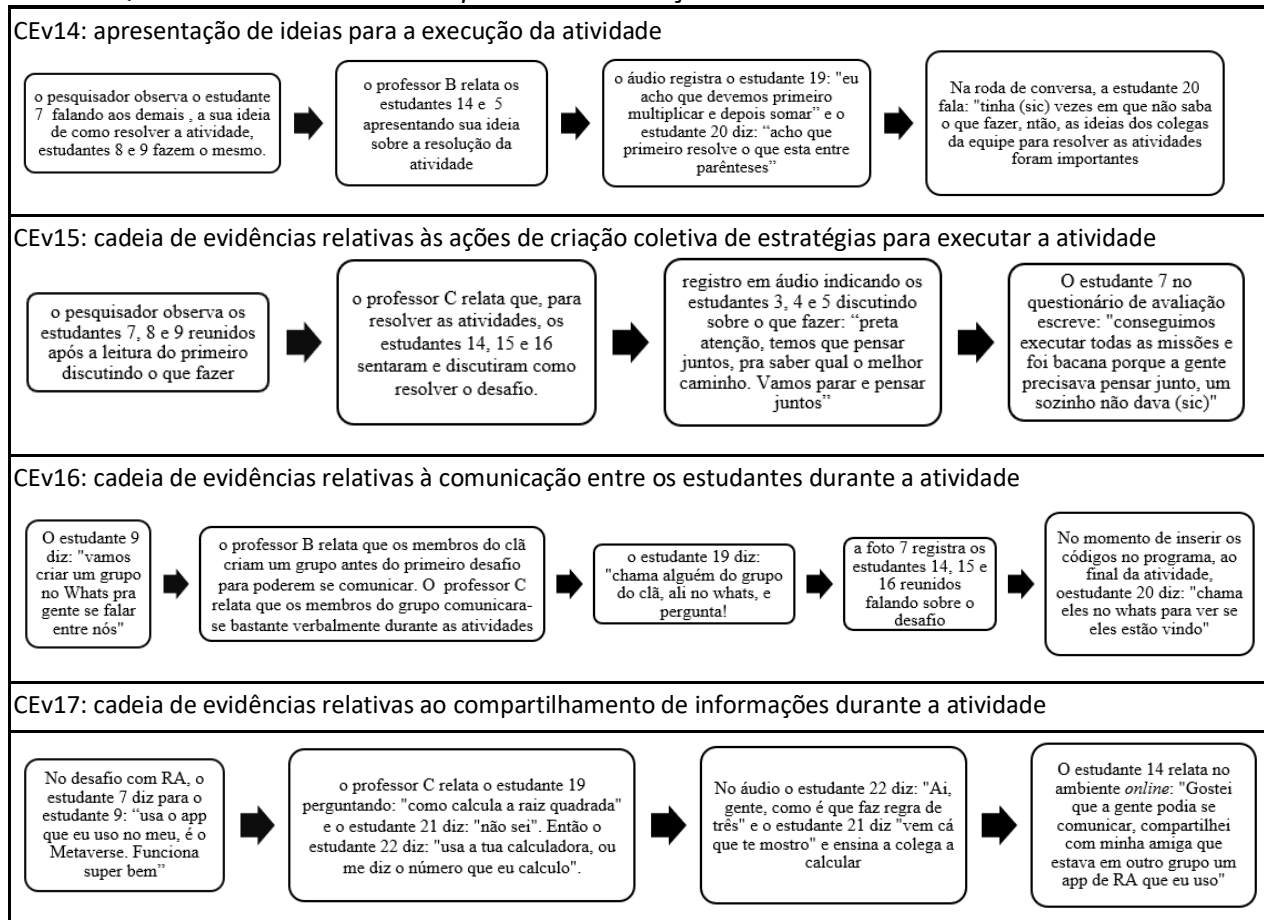 CEv14: apresentação de ideias para a execução da atividade
o pesquisador observa o estudante
7 falando aos demais , a sua ideia
de como resolver a atividade,
estudantes 8 e 9 fazem o mesmo.
o professor B relata os
estudantes 14 e 5
apresentando sua ideia
sobre a resolução da
atividade
o áudio registra o estudante 19: "eu
acho que devemos primeiro
multiplicar e depois somar” e o
estudante 20 diz: “acho que
primeiro resolve o que esta entre
parênteses”
Na roda de conversa, a estudante 20
fala: "tinha (sic) vezes em que não saba
o que fazer, ntão, as ideias dos colegas
da equipe para resolver as atividades
foram importantes
CEv15: cadeia de evidências relativas às ações de criação coletiva de estratégias para executar a atividade
o pesquisador observa os
estudantes 7, 8 e 9 reunidos
após a leitura do primeiro
discutindo o que fazer
o professor C relata que, para
resolver as atividades, os
estudantes 14, 15 e 16
sentaram e discutiram como
resolver o desafio.
registro em áudio indicando os
estudantes 3, 4 e 5 discutindo
sobre o que fazer: “preta
atenção, temos que pensar
juntos, pra saber qual o melhor
caminho. Vamos parar e pensar
juntos”
O estudante 7 no
questionário de avaliação
escreve: "conseguimos
executar todas as missões e
foi bacana porque a gente
precisava pensar junto, um
sozinho não dava (sic)"
CEv16: cadeia de evidências relativas à comunicação entre os estudantes durante a atividade
O estudante 9
diz: "vamos
criar um grupo
no Whats pra
gente se falar
entre nós"
o professor B relata que os membros do clã
criam um grupo antes do primeiro desafio
para poderem se comunicar. O professor C
relata que os membros do grupo comunicara-
se bastante verbalmente durante as atividades
o estudante 19 diz:
"chama alguém do grupo
do clã, ali no whats, e
pergunta!
a foto 7 registra os
estudantes 14, 15 e
16 reunidos
falando sobre o
desafio
No momento de inserir os
códigos no programa, ao
final da atividade,
oestudante 20 diz: "chama
eles no whats para ver se
eles estão vindo"
CEv17: cadeia de evidências relativas ao compartilhamento de informações durante a atividade
No desafio com RA, o
estudante 7 diz para o
estudante 9: “usa o app
que eu uso no meu, é o
Metaverse. Funciona
super bem”
o professor C relata o estudante 19
perguntando: "como calcula a raiz quadrada"
e o estudante 21 diz: "não sei". Então o
estudante 22 diz: "usa a tua calculadora, ou
me diz o número que eu calculo".
No áudio o estudante 22 diz: "Ai,
gente, como é que faz regra de
três" e o estudante 21 diz "vem cá
que te mostro" e ensina a colega a
calcular
O estudante 14 relata no
ambiente online: "Gostei
que a gente podia se
comunicar, compartilhei
com minha amiga que
estava em outro grupo um
app de RA que eu uso"